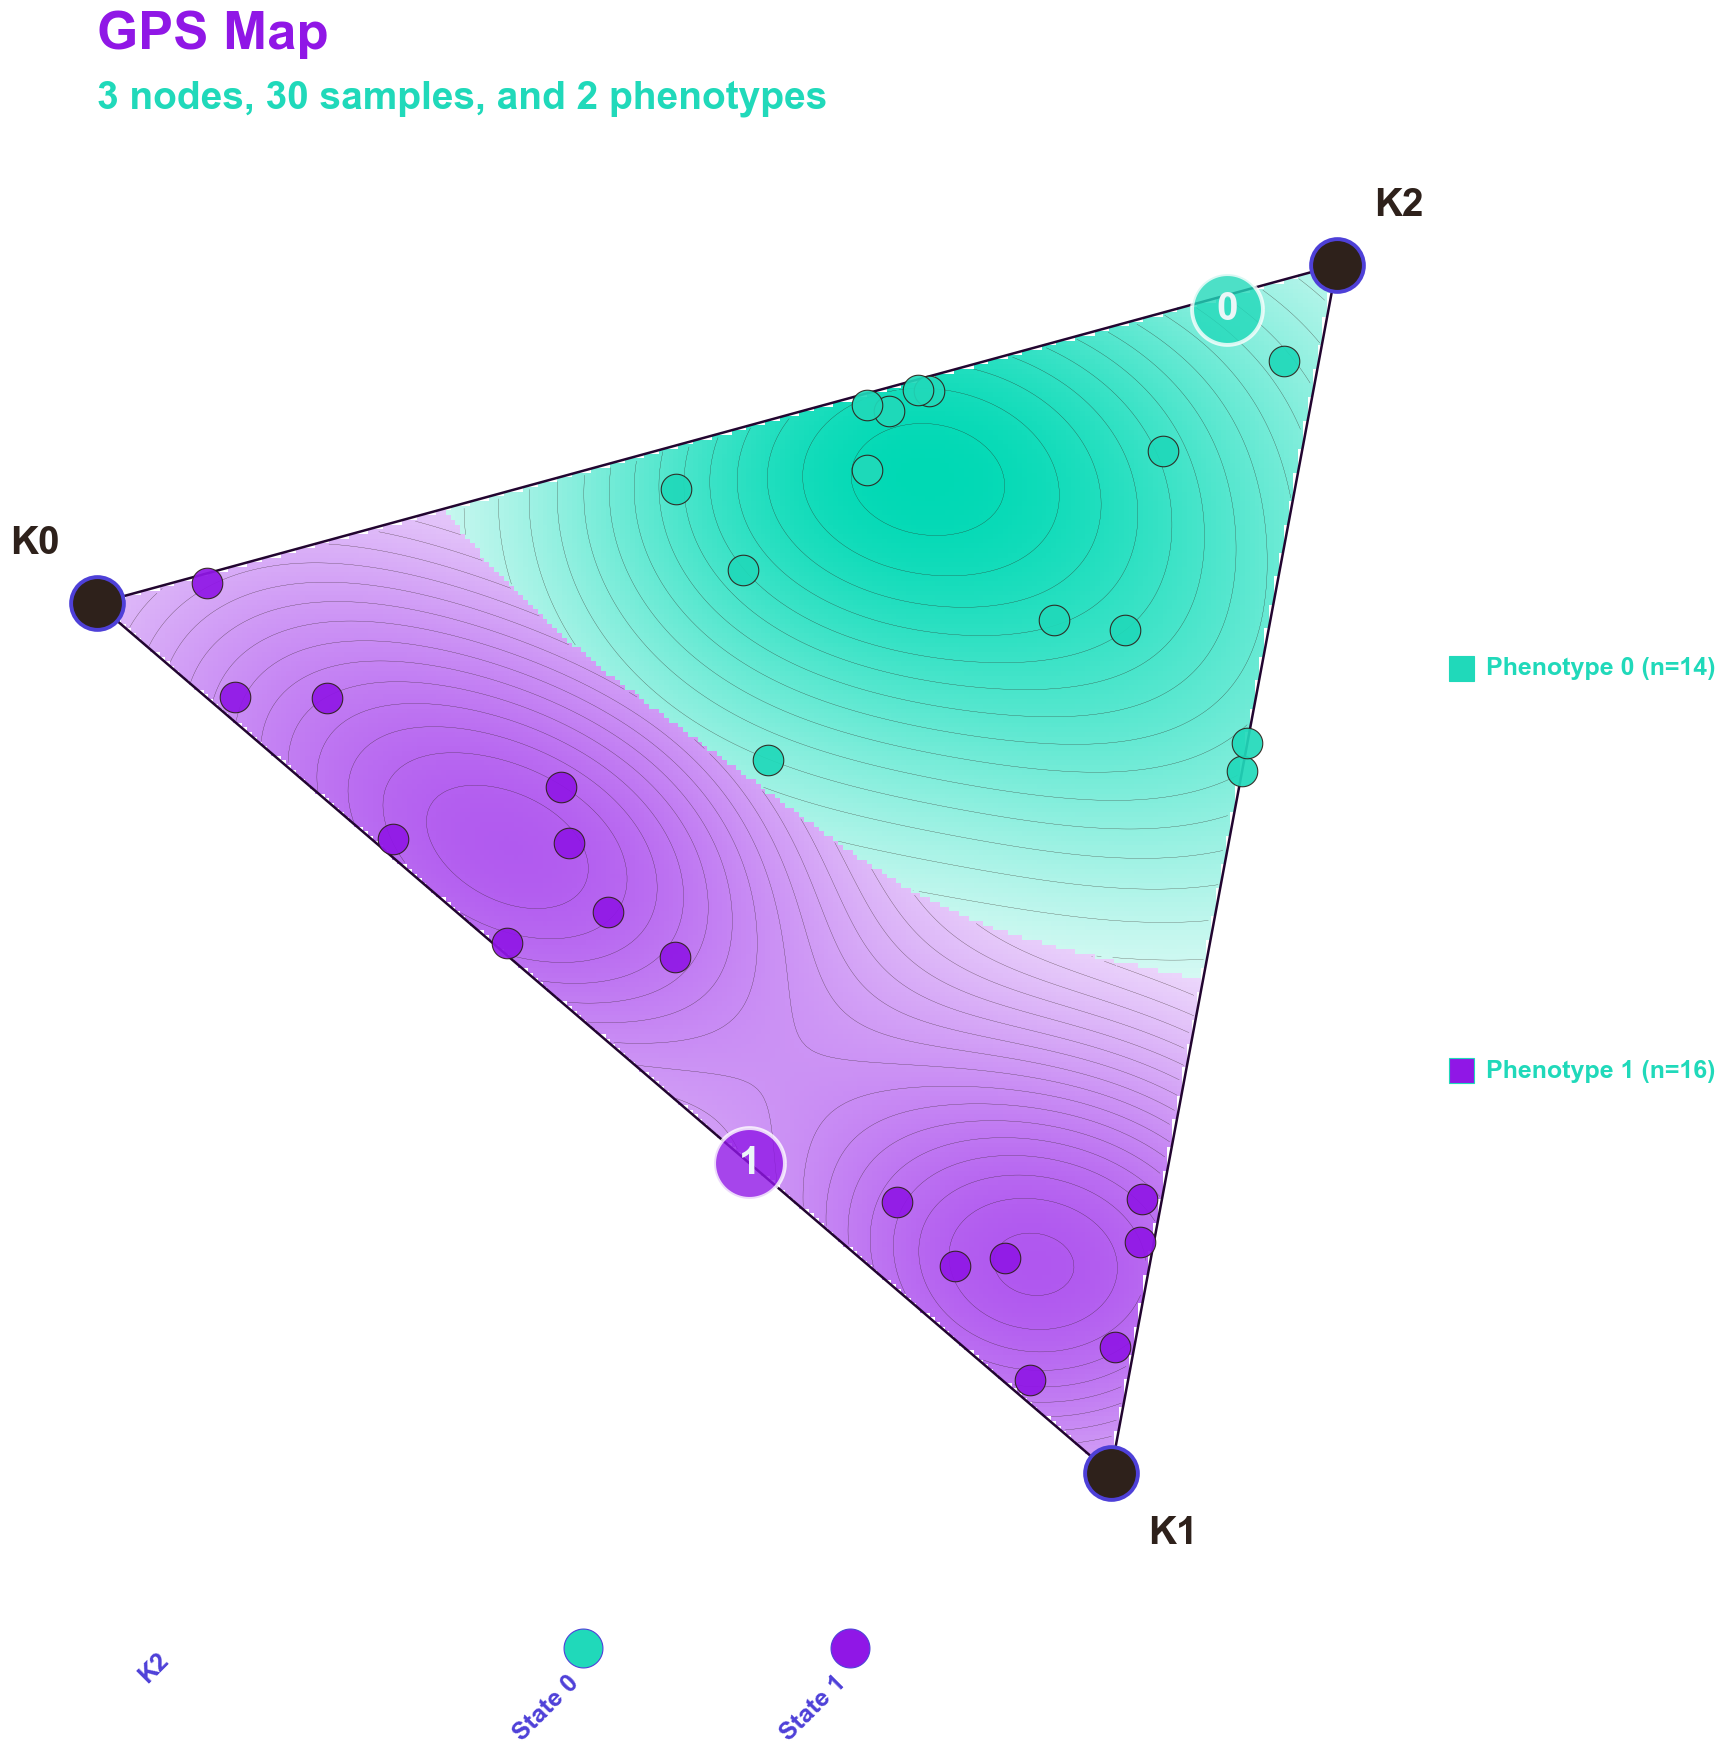 GPS Map
3 nodes, 30 samples, and 2 phenotypes
K2
0
K0
Phenotype 0 (n=14)
Phenotype 1 (n=16)
1
K1
K2
State 0
State 1